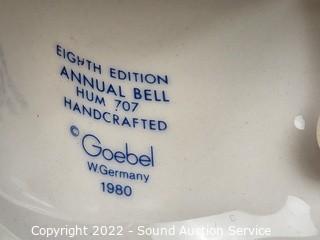 EIGHTH EDITION
ANNUAL BELL
HUM 707
HANDCRAFTED
© Goebel
W.Germany
1980
Copyright 2022 - Sound Auction Service